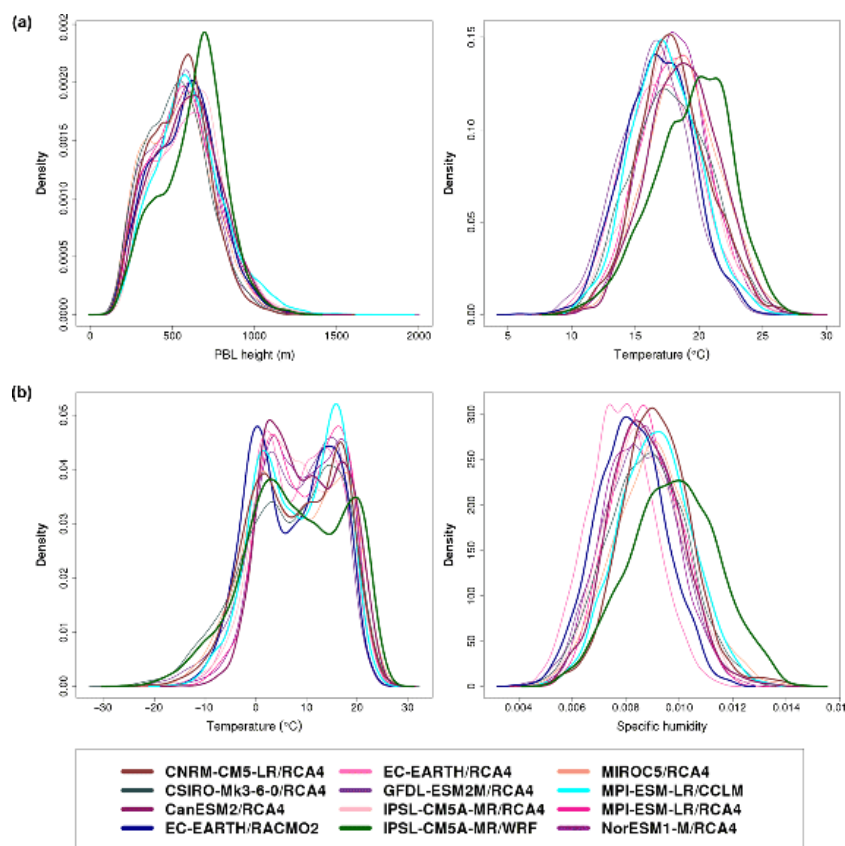 (a)
0.0000 0.0005 0.0010 0.0015 0.0020 0.002
Density
0 500 1000 1500 2000
PBL height (m)
0.00 0.05 0.10 0.15
Density
5 10 15 20 25 30
Temperature (°C)
(b)
0.00 0.01 0.02 0.03 0.04 0.05
Density
-30 -20 -10 0 10 20 30
Temperature (°C)
0 50 100 150 200 250 300
Density
0.004 0.006 0.008 0.010 0.012 0.014 0.01
Specific humidity
CNRM-CM5-LR/RCA4 EC-EARTH/RCA4 MIROC5/RCA4
CSIRO-Mk3-6-0/RCA4 GFDL-ESM2M/RCA4 MPI-ESM-LR/CCLM
CanESM2/RCA4 IPSL-CM5A-MR/RCA4 MPI-ESM-LR/RCA4
EC-EARTH/RACMO2 IPSL-CM5A-MR/WRF NorESM1-M/RCA4